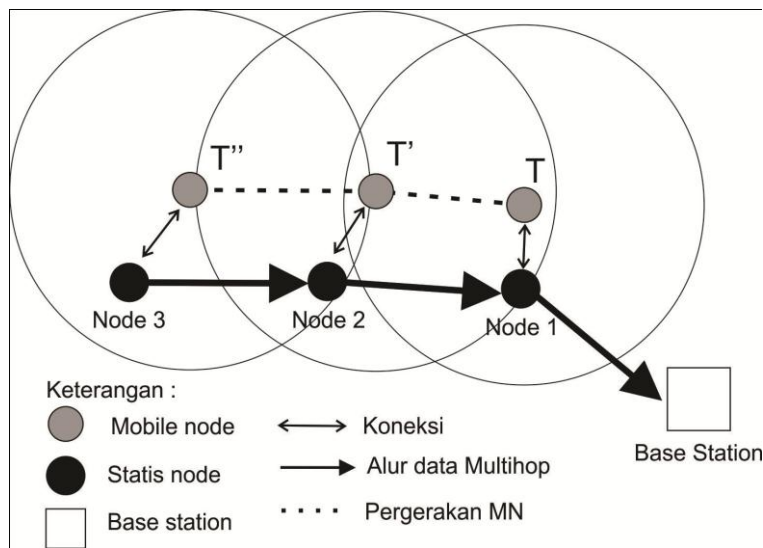 T''
T'
T
Node 3
Node 2
Node 1
Base Station
Keterangan :
Mobile node
Koneksi
Statis node
Alur data Multihop
Base station
Pergerakan MN